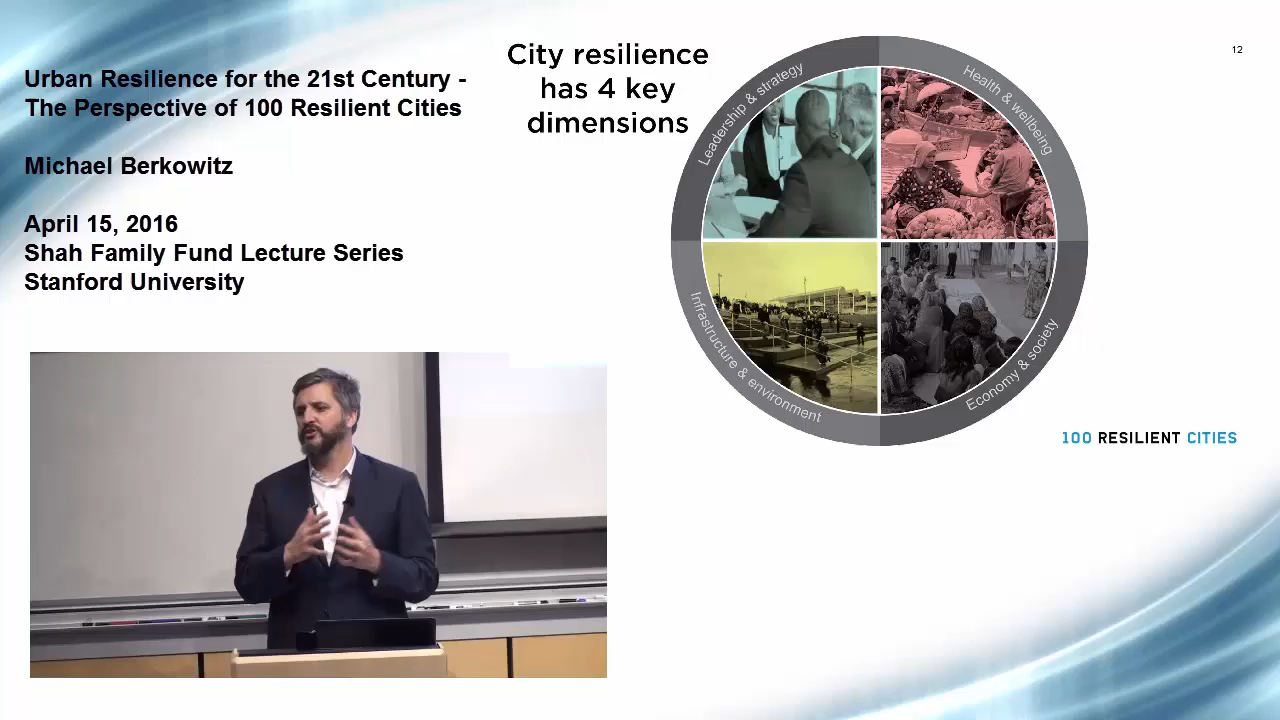 Urban Resilience for the 21st Century -
The Perspective of 100 Resilient Cities
Michael Berkowitz
April 15, 2016
Shah Family Fund Lecture Series
Stanford University
City resilience
has 4 key
dimensions
12
Leadership & strategy
Health & wellbeing
Infrastructure & environment
Economy & society
100 RESILIENT CITIES